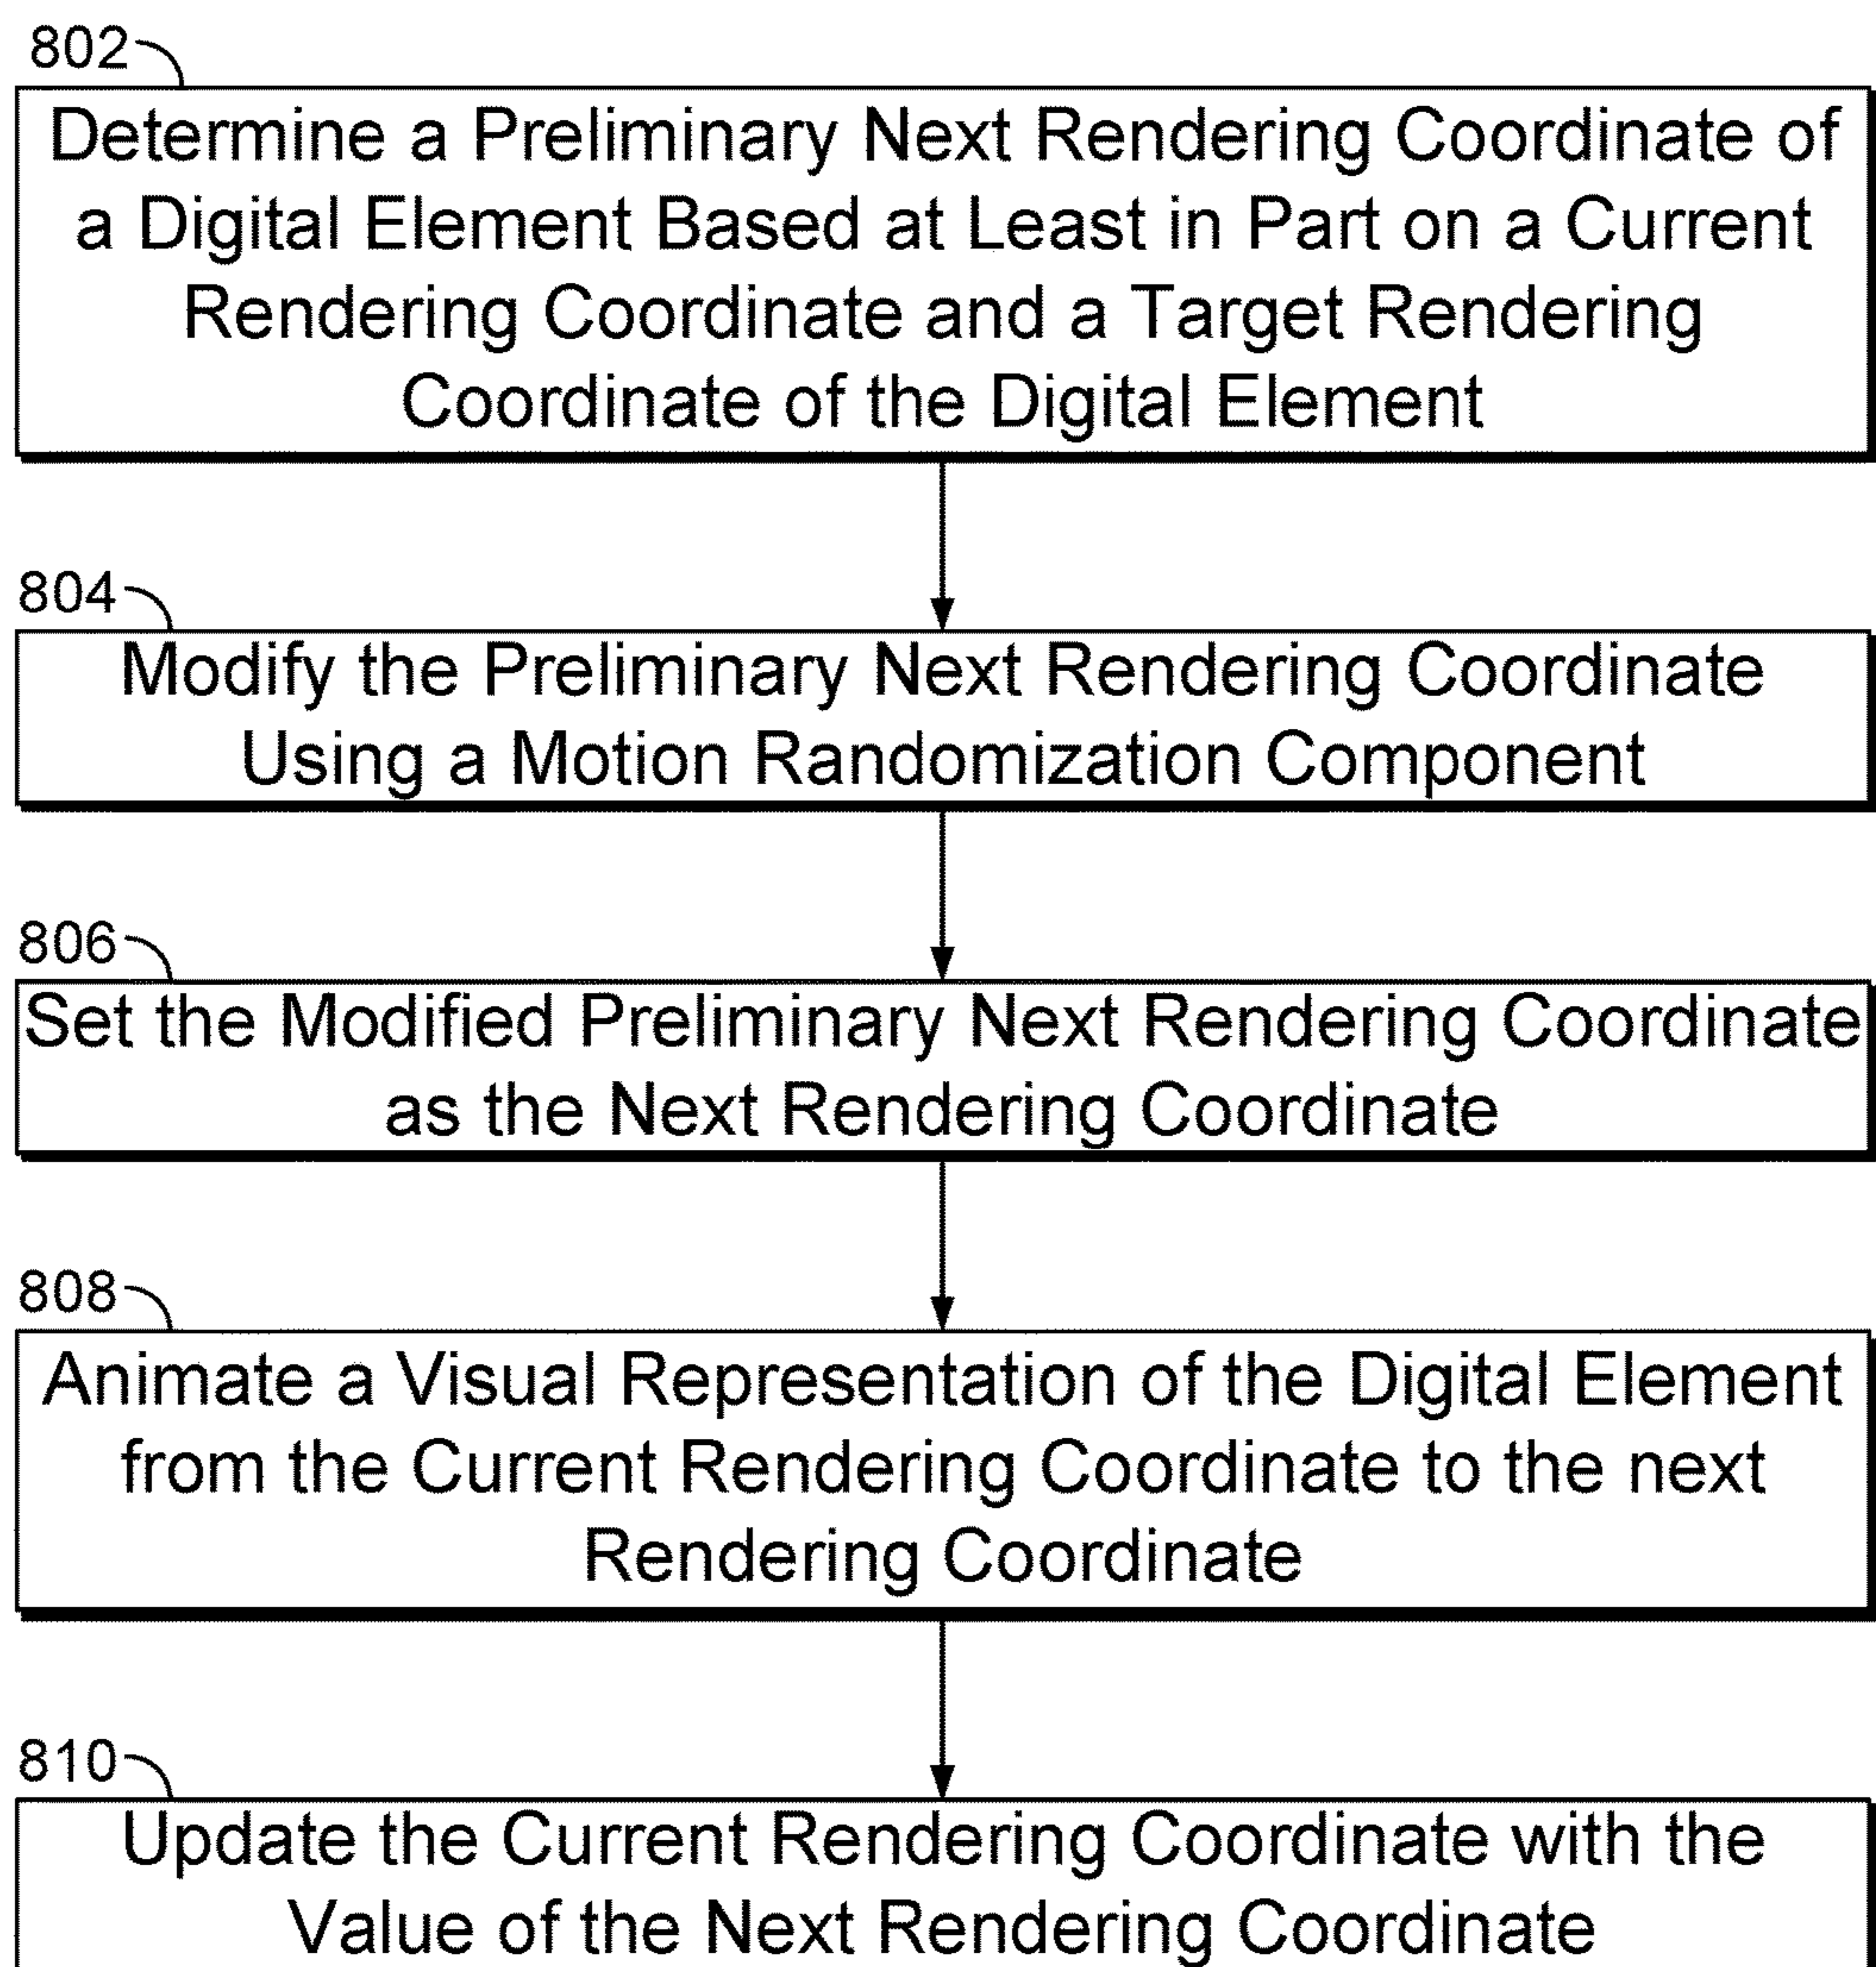 802
Determine a Preliminary Next Rendering Coordinate of
a Digital Element Based at Least in Part on a Current
Rendering Coordinate and a Target Rendering
Coordinate of the Digital Element
804
Modify the Preliminary Next Rendering Coordinate
Using a Motion Randomization Component
806
Set the Modified Preliminary Next Rendering Coordinate
as the Next Rendering Coordinate
808
Animate a Visual Representation of the Digital Element
from the Current Rendering Coordinate to the next
Rendering Coordinate
810
Update the Current Rendering Coordinate with the
Value of the Next Rendering Coordinate